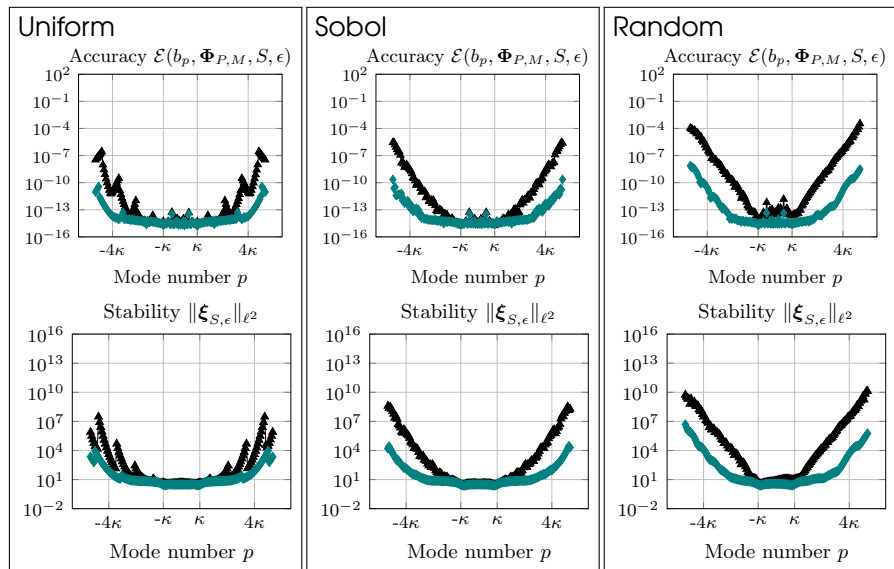 Uniform
Accuracy ℰ(b_p, Φ_{P,M}, S, ϵ)
10^2
10^{-1}
10^{-4}
10^{-7}
10^{-10}
10^{-13}
10^{-16}
-4κ -κ κ 4κ
Mode number p
Stability ‖ξ_{S,ϵ}‖_{ℓ^2}
10^{16}
10^{13}
10^{10}
10^7
10^4
10^1
10^{-2}
-4κ -κ κ 4κ
Mode number p
Sobol
Accuracy ℰ(b_p, Φ_{P,M}, S, ϵ)
10^2
10^{-1}
10^{-4}
10^{-7}
10^{-10}
10^{-13}
10^{-16}
-4κ -κ κ 4κ
Mode number p
Stability ‖ξ_{S,ϵ}‖_{ℓ^2}
10^{16}
10^{13}
10^{10}
10^7
10^4
10^1
10^{-2}
-4κ -κ κ 4κ
Mode number p
Random
Accuracy ℰ(b_p, Φ_{P,M}, S, ϵ)
10^2
10^{-1}
10^{-4}
10^{-7}
10^{-10}
10^{-13}
10^{-16}
-4κ -κ κ 4κ
Mode number p
Stability ‖ξ_{S,ϵ}‖_{ℓ^2}
10^{16}
10^{13}
10^{10}
10^7
10^4
10^1
10^{-2}
-4κ -κ κ 4κ
Mode number p